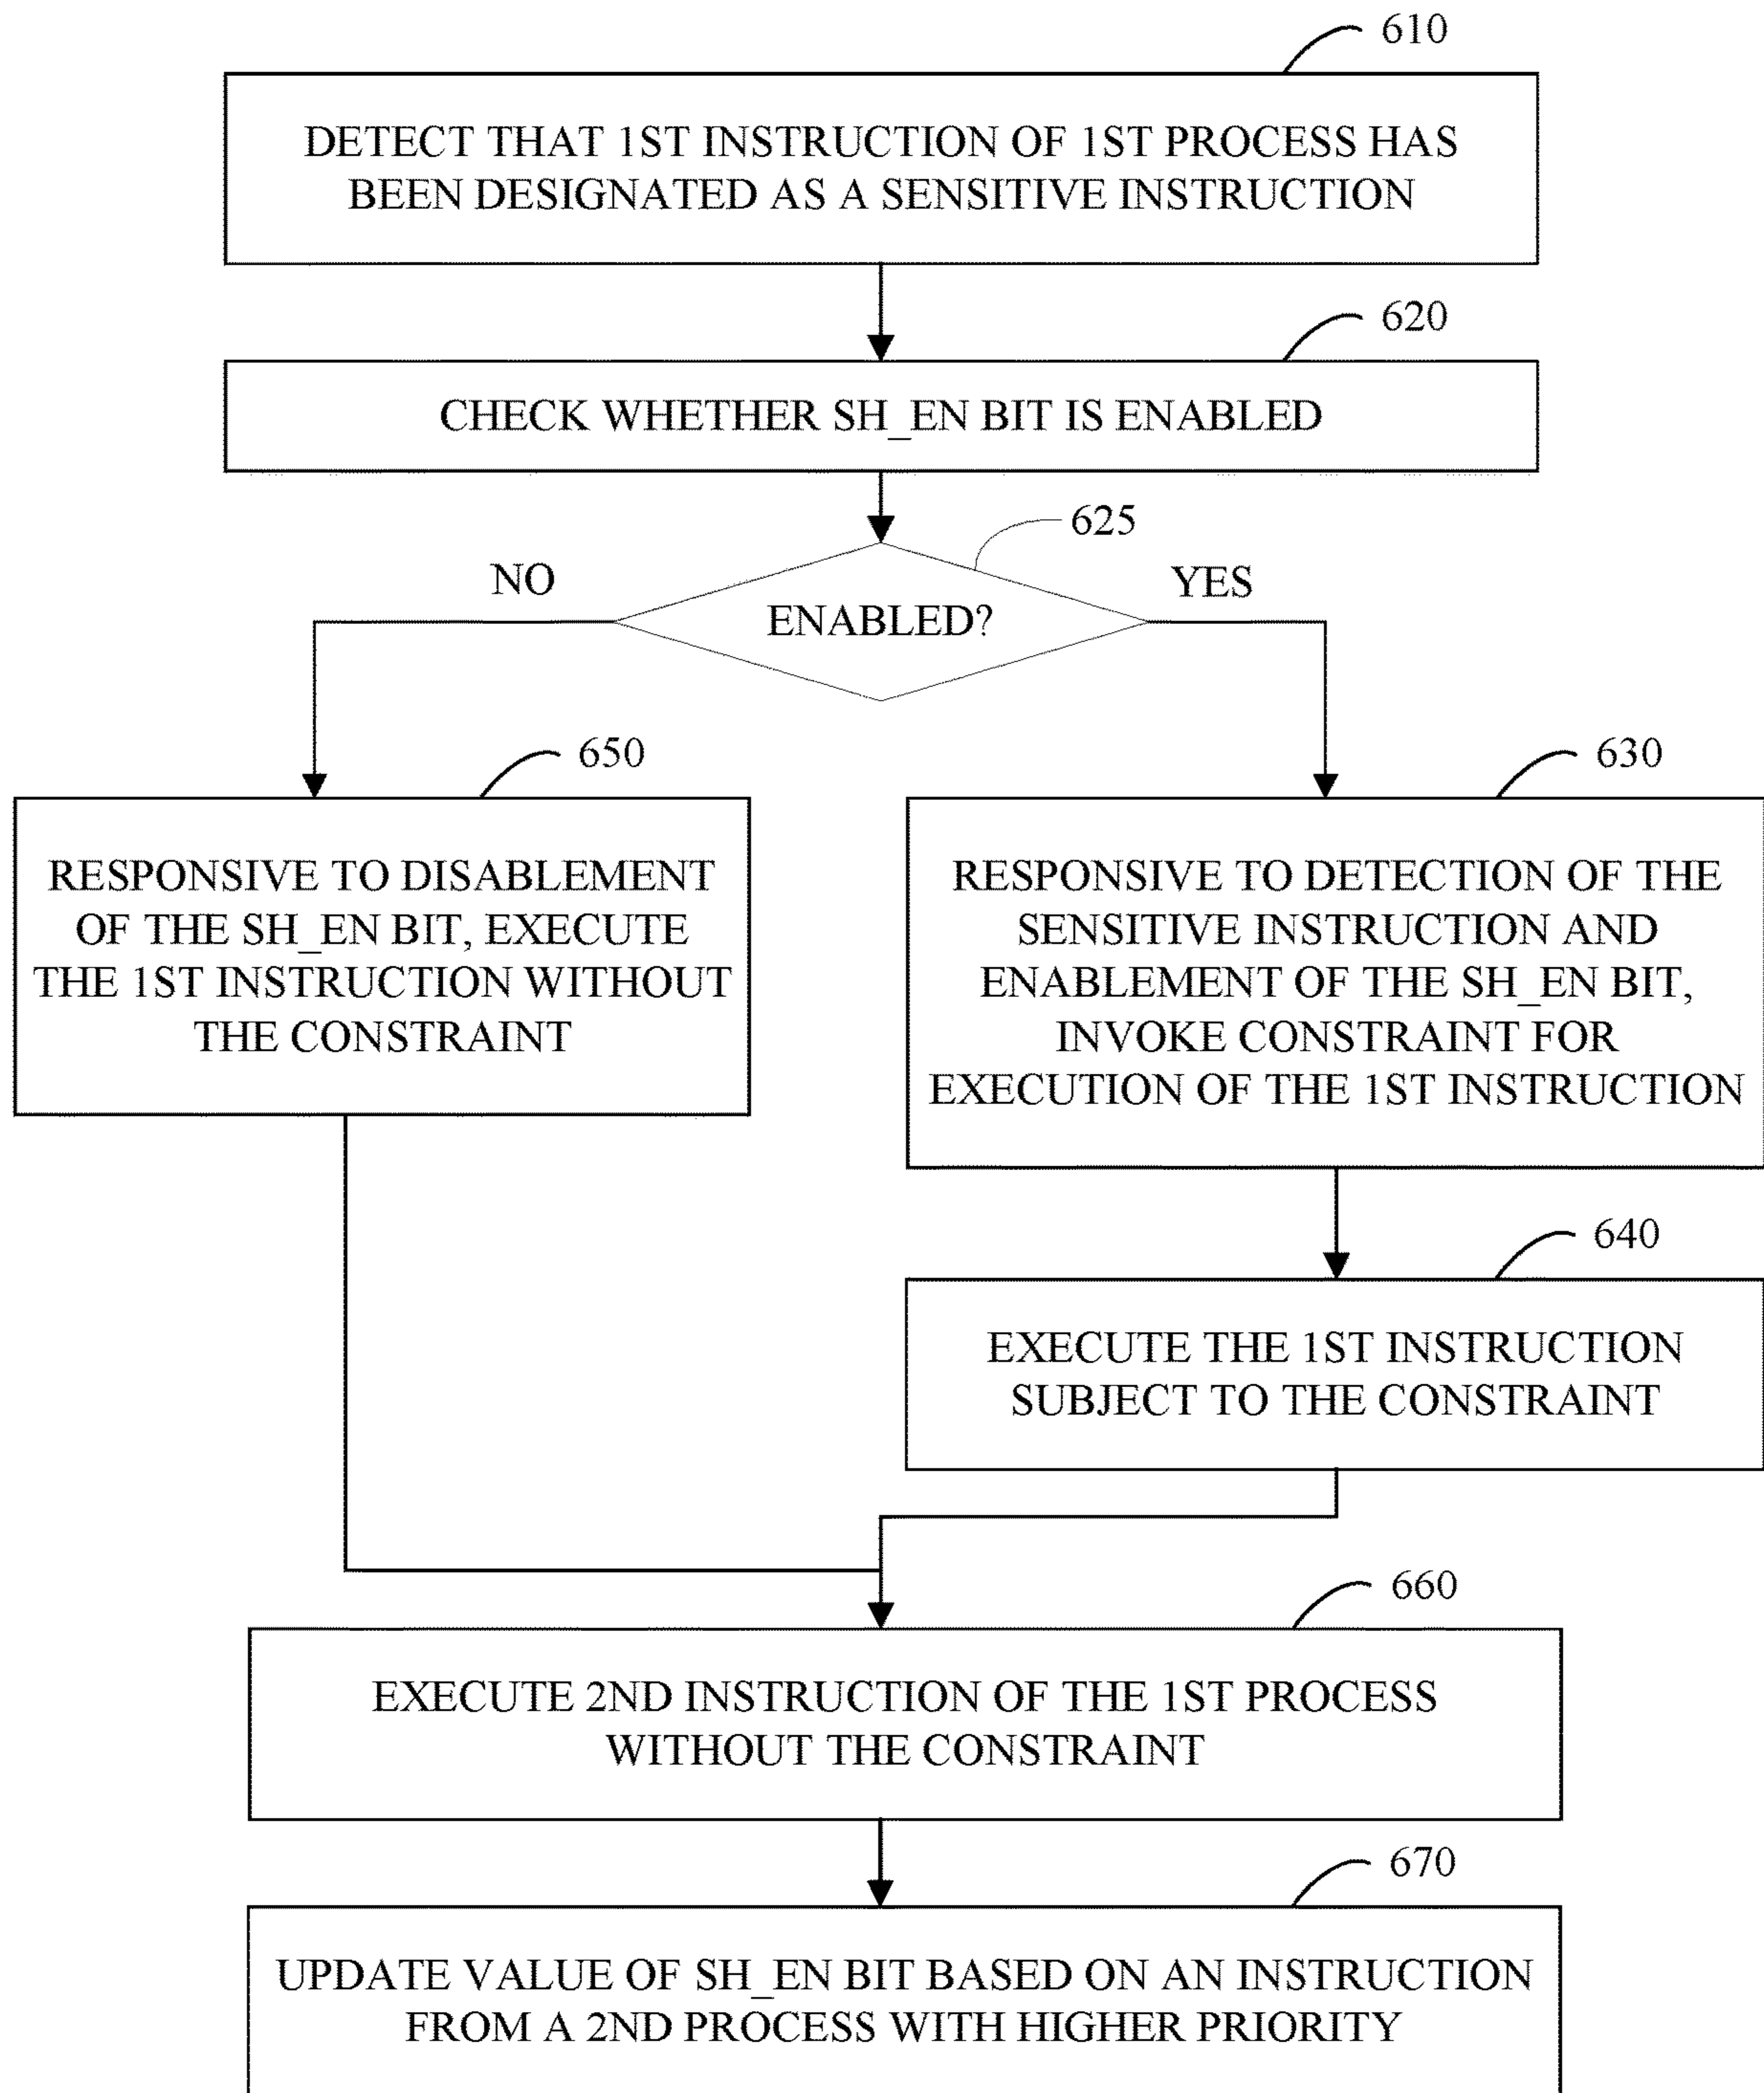 610
DETECT THAT 1ST INSTRUCTION OF 1ST PROCESS HAS
BEEN DESIGNATED AS A SENSITIVE INSTRUCTION
620
CHECK WHETHER SH_EN BIT IS ENABLED
625
NO
YES
ENABLED?
650
RESPONSIVE TO DISABLEMENT
OF THE SH_EN BIT, EXECUTE
THE 1ST INSTRUCTION WITHOUT
THE CONSTRAINT
630
RESPONSIVE TO DETECTION OF THE
SENSITIVE INSTRUCTION AND
ENABLEMENT OF THE SH_EN BIT,
INVOKE CONSTRAINT FOR
EXECUTION OF THE 1ST INSTRUCTION
640
EXECUTE THE 1ST INSTRUCTION
SUBJECT TO THE CONSTRAINT
660
EXECUTE 2ND INSTRUCTION OF THE 1ST PROCESS
WITHOUT THE CONSTRAINT
670
UPDATE VALUE OF SH_EN BIT BASED ON AN INSTRUCTION
FROM A 2ND PROCESS WITH HIGHER PRIORITY